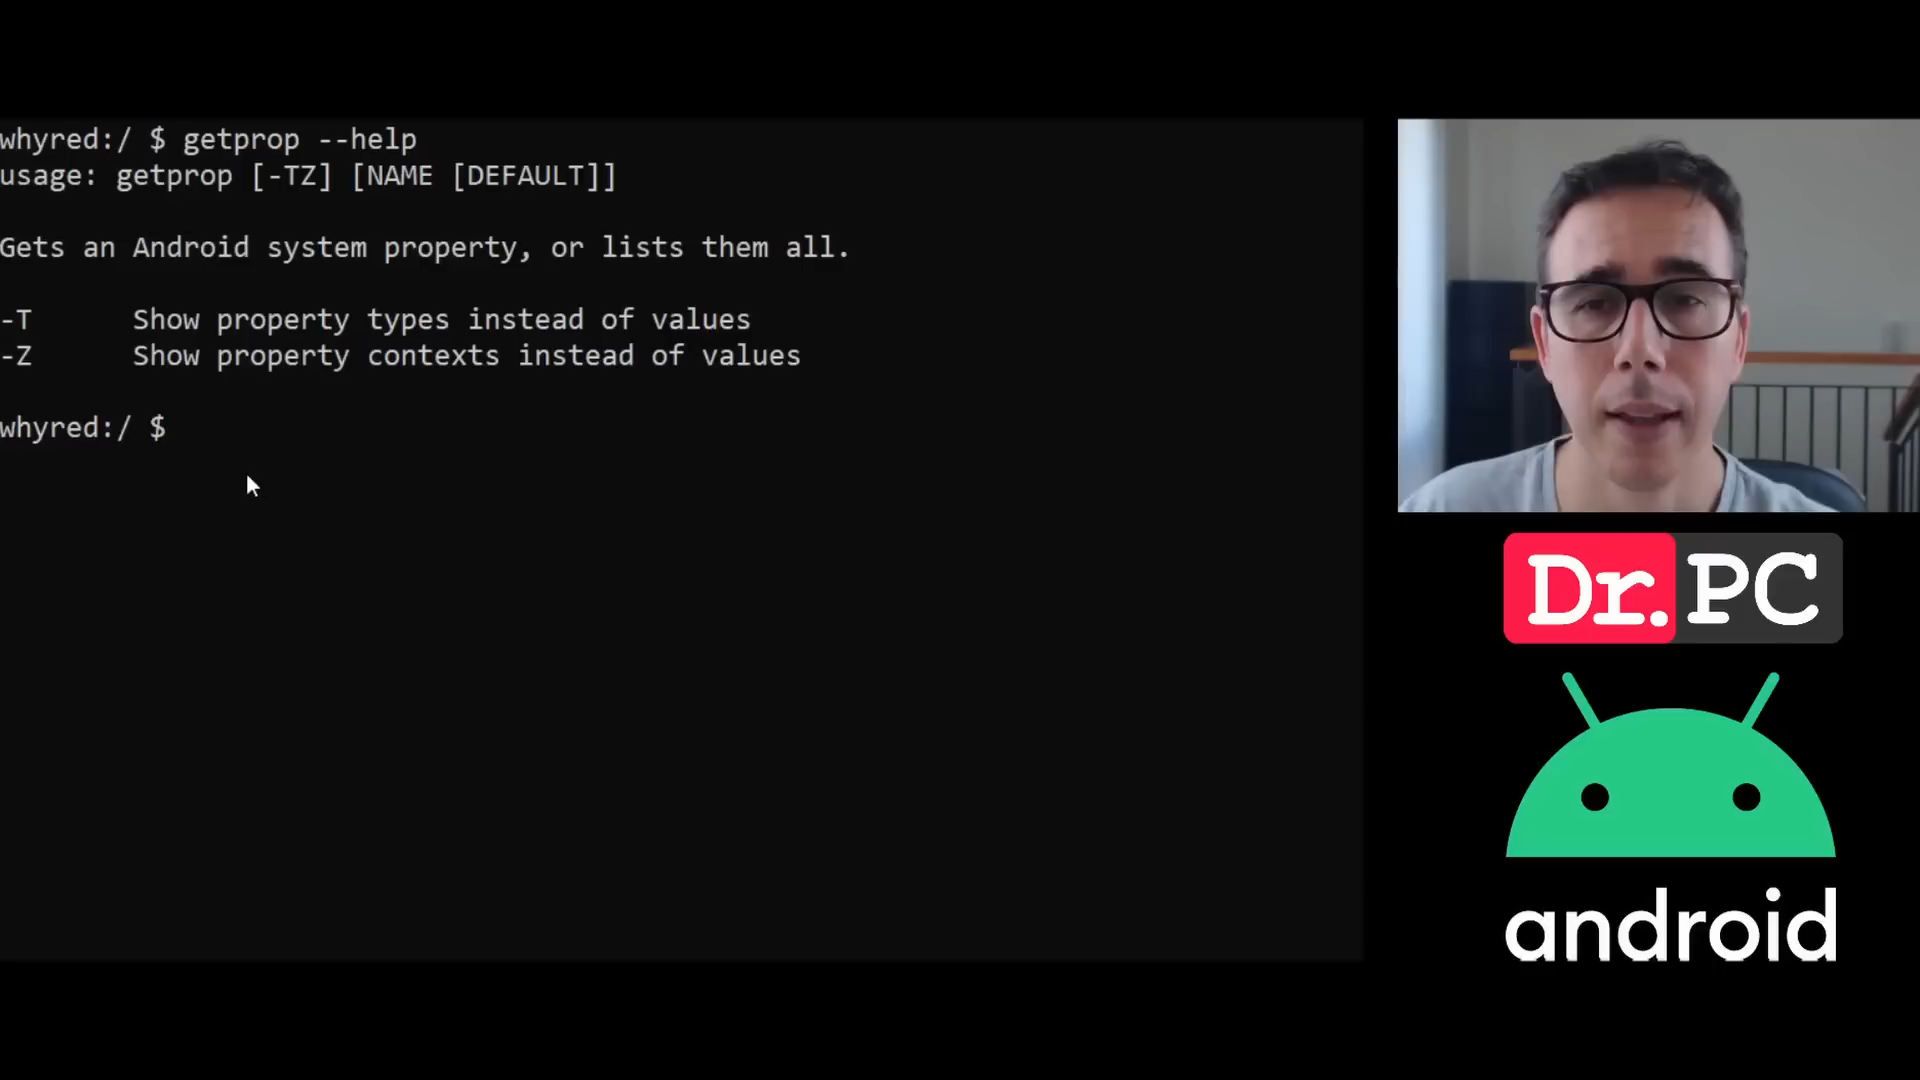 whyred:/ $ getprop --help
usage: getprop [-TZ] [NAME [DEFAULT]]
Gets an Android system property, or lists them all.
-T      Show property types instead of values
-Z      Show property contexts instead of values
whyred:/ $
Dr.PC
android